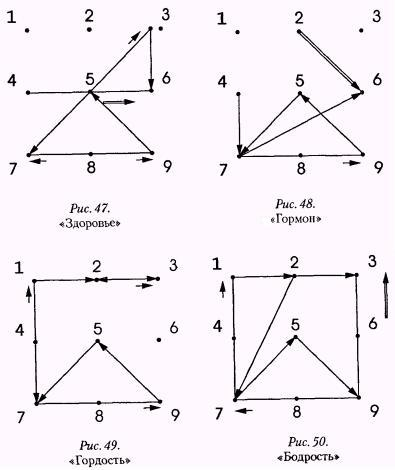 1 2 3
4 5 6
7 8 9
Рис. 47.
«Здоровье»
1 2 3
4 5 6
7 8 9
Рис. 48.
«Гормон»
1 2 3
4 5 6
7 8 9
Рис. 49.
«Гордость»
1 2 3
4 5 6
7 8 9
Рис. 50.
«Бодрость»